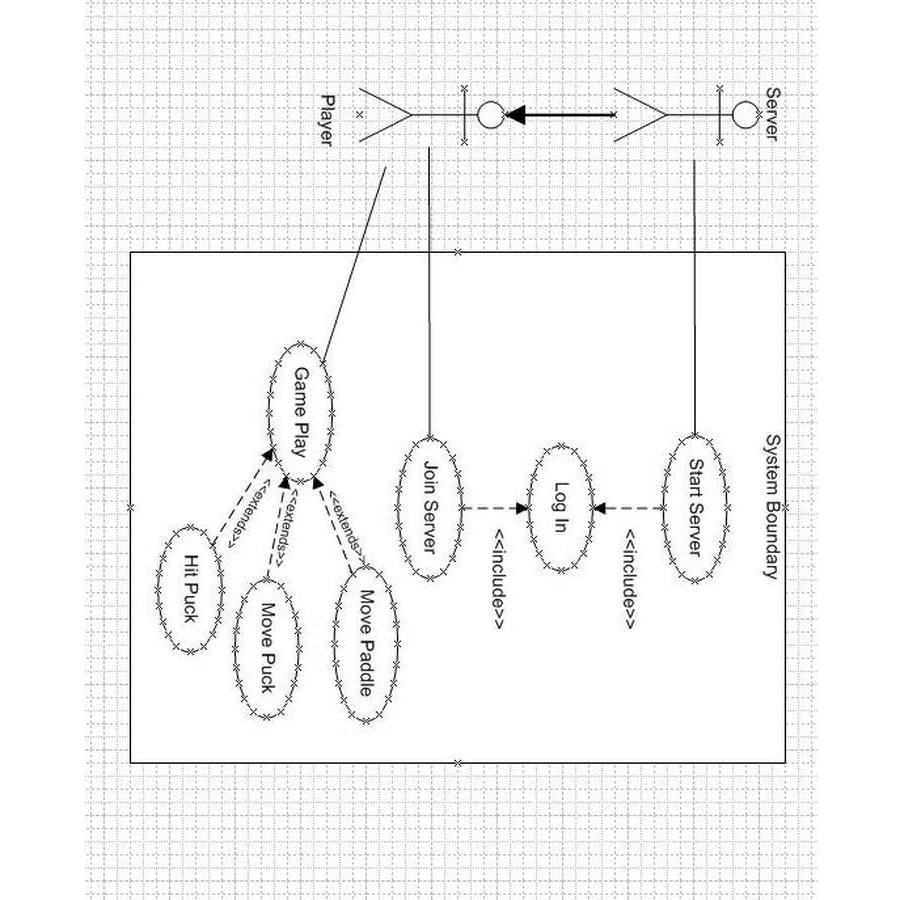 Server
System Boundary
Start Server
<<include>>
Log In
<<include>>
Player
Join Server
Game Play
<<extends>>
Move Paddle
<<extends>>
Move Puck
<<extends>>
Hit Puck